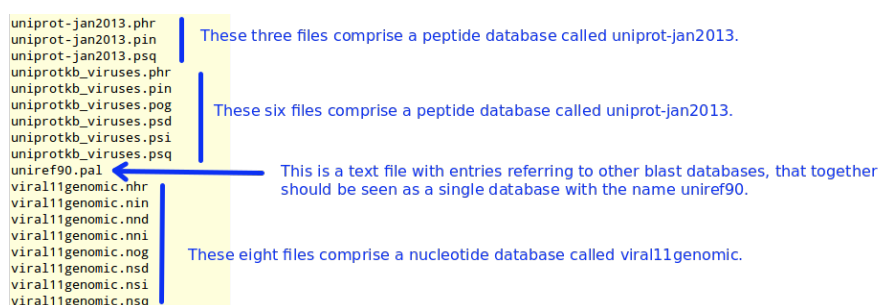 uniprot-jan2013.phr
uniprot-jan2013.pin
uniprot-jan2013.psq
These three files comprise a peptide database called uniprot-jan2013.
uniprotkb_viruses.phr
uniprotkb_viruses.pin
uniprotkb_viruses.pog
uniprotkb_viruses.psd
uniprotkb_viruses.psi
uniprotkb_viruses.psq
These six files comprise a peptide database called uniprot-jan2013.
uniref90.pal
This is a text file with entries referring to other blast databases, that together
should be seen as a single database with the name uniref90.
viral11genomic.nhr
viral11genomic.nin
viral11genomic.nnd
viral11genomic.nni
viral11genomic.nog
viral11genomic.nsd
viral11genomic.nsi
viral11genomic.nsq
These eight files comprise a nucleotide database called viral11genomic.